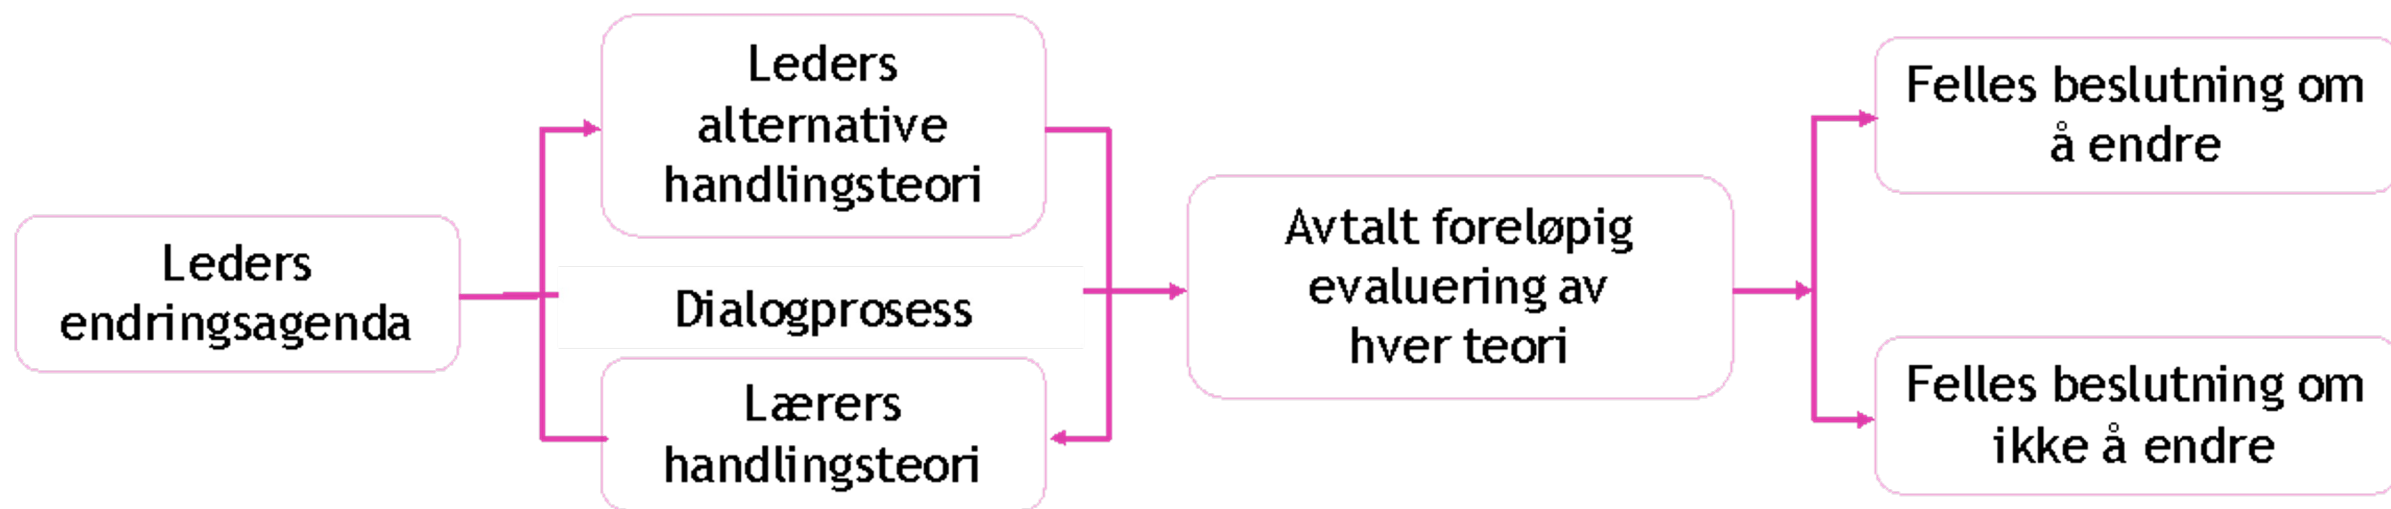 Leders
endringsagenda
Leders
alternative
handlingsteori
Dialogprosess
Lærers
handlingsteori
Avtalt foreløpig
evaluering av
hver teori
Felles beslutning om
å endre
Felles beslutning om
ikke å endre